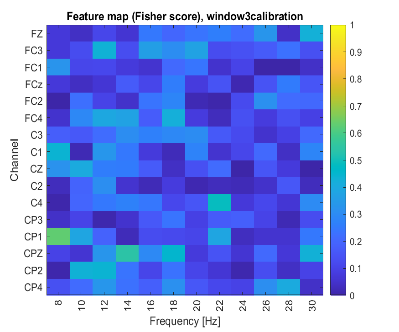 Feature map (Fisher score), window3calibration
FZ
FC3
FC1
FCz
FC2
FC4
C3
C1
CZ
C2
C4
CP3
CP1
CPZ
CP2
CP4
Channel
8 10 12 14 16 18 20 22 24 26 28 30
Frequency [Hz]
1
0.9
0.8
0.7
0.6
0.5
0.4
0.3
0.2
0.1
0